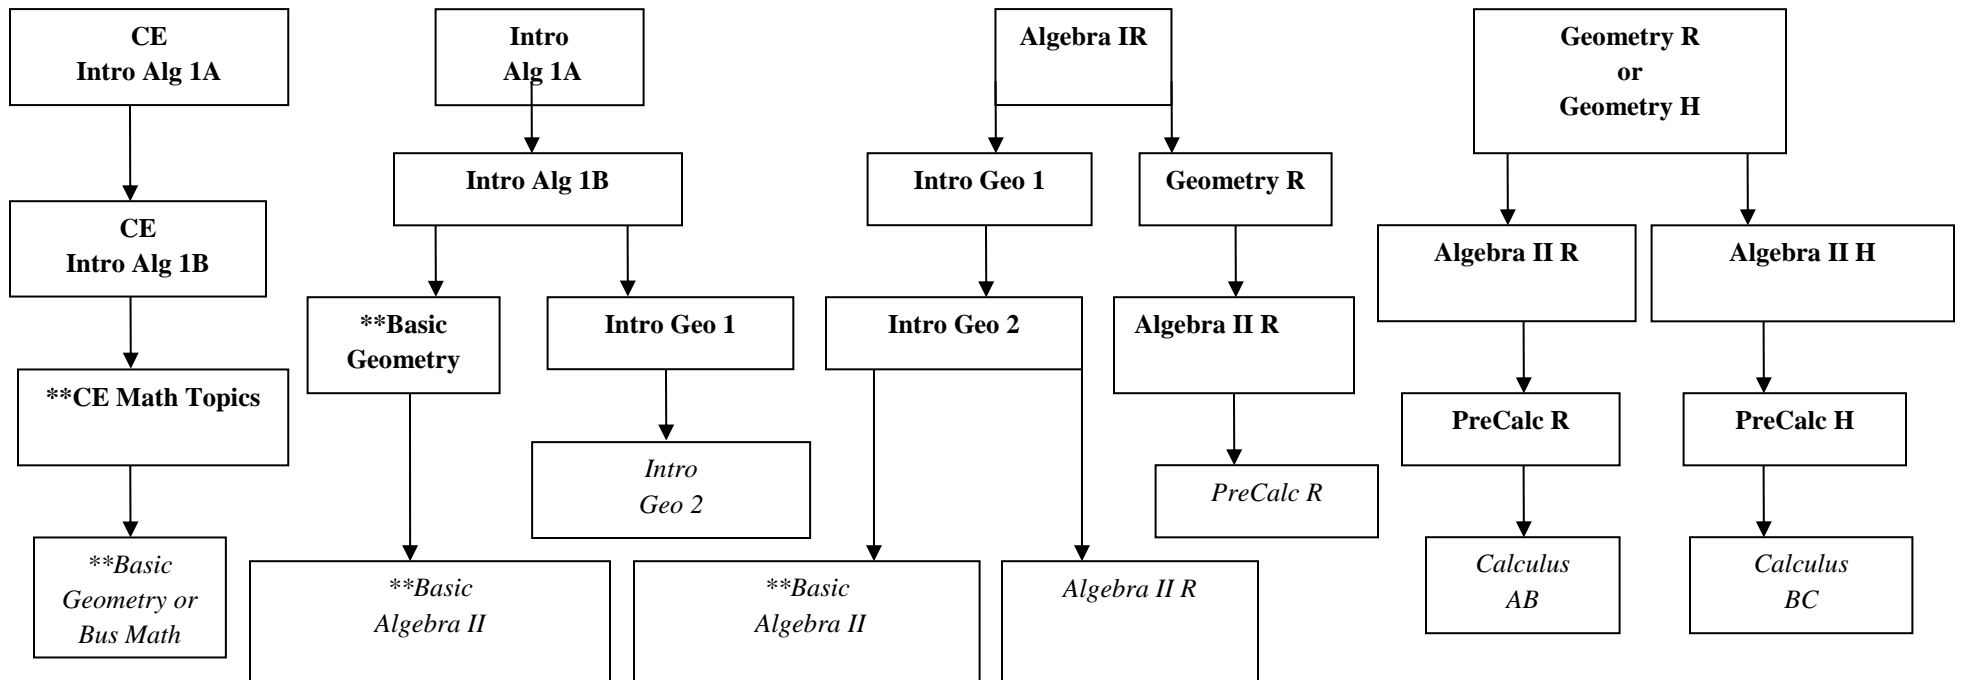 CE
Intro Alg 1A
Intro
Alg 1A
Algebra IR
Geometry R
or
Geometry H
Intro Alg 1B
Intro Geo 1
Geometry R
CE
Intro Alg 1B
Algebra II R
Algebra II H
**Basic
Geometry
Intro Geo 1
Intro Geo 2
Algebra II R
**CE Math Topics
PreCalc R
PreCalc H
Intro
Geo 2
PreCalc R
**Basic
Geometry or
Bus Math
**Basic
Algebra II
**Basic
Algebra II
Algebra II R
Calculus
AB
Calculus
BC